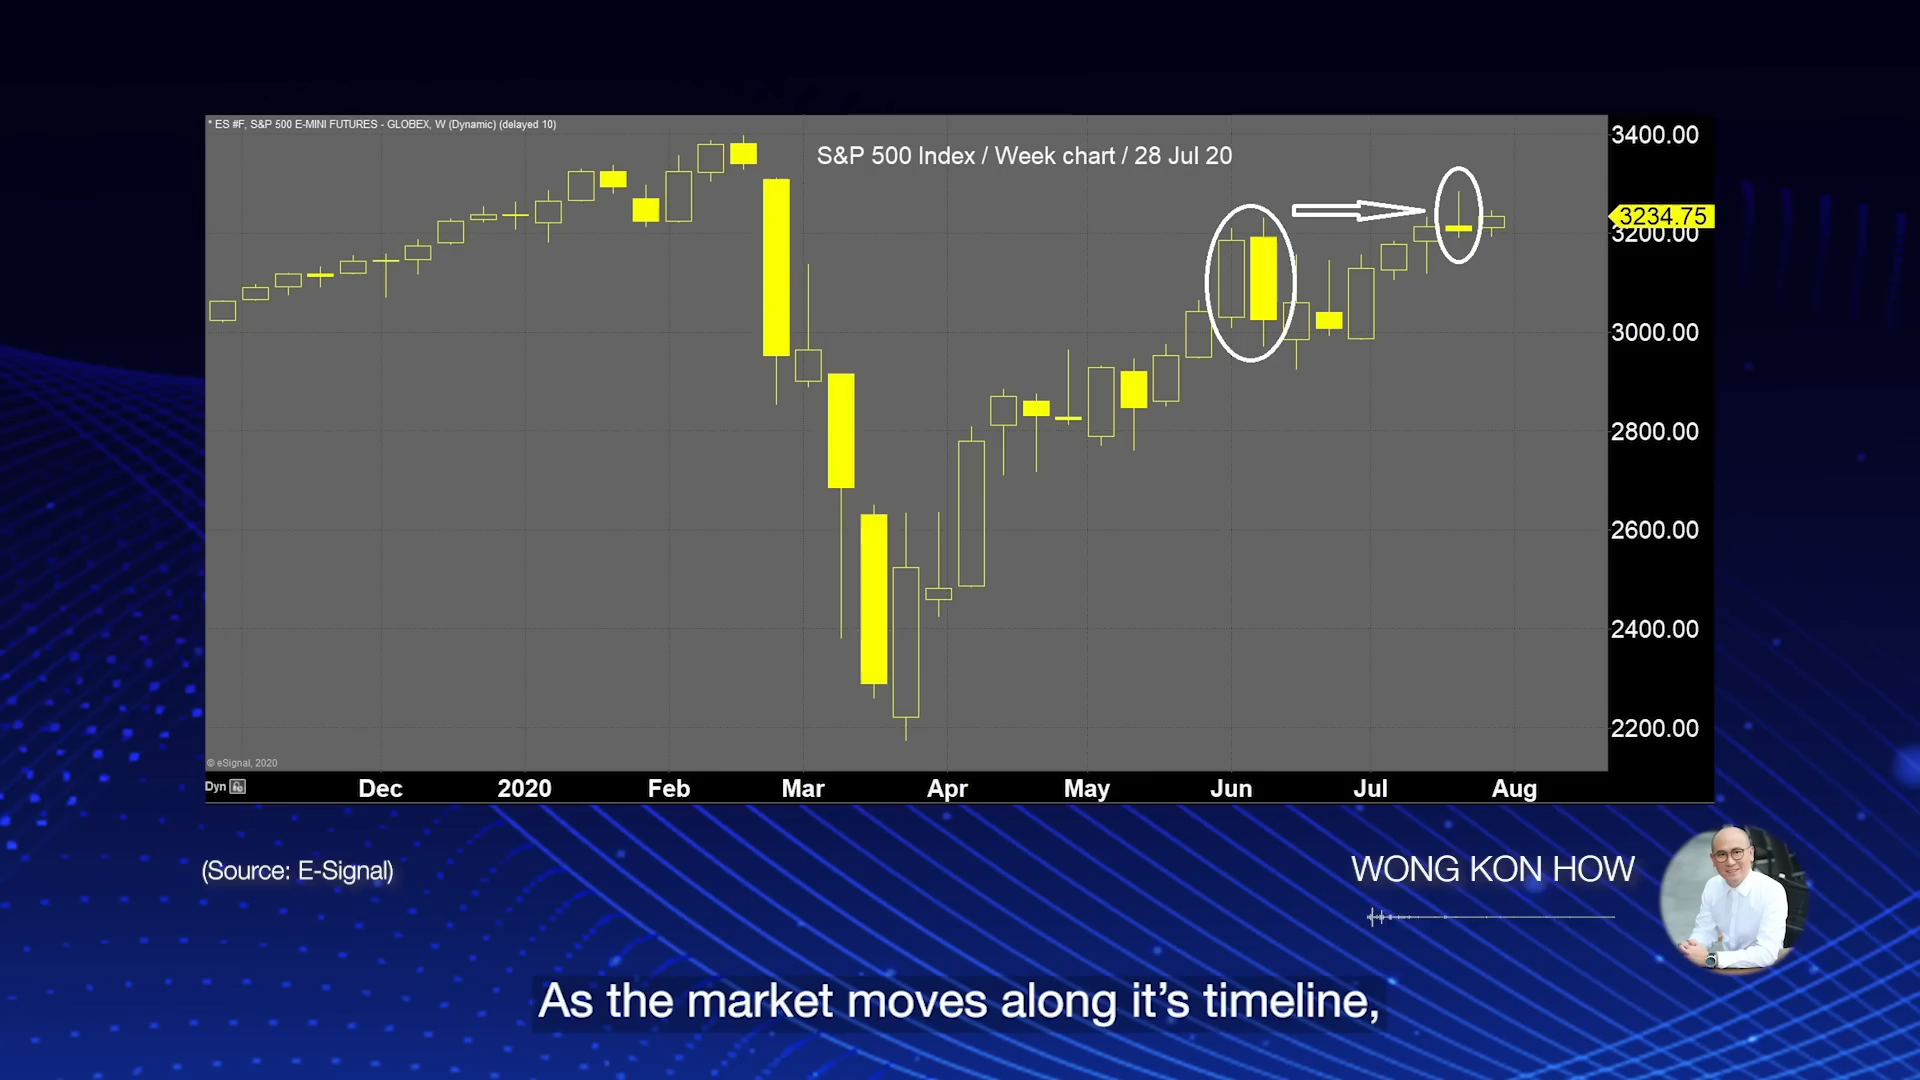 * ES #F, S&P 500 E-MINI FUTURES - GLOBEX, W (Dynamic) (delayed 10)
S&P 500 Index / Week chart / 28 Jul 20
3400.00
3234.75
3200.00
3000.00
2800.00
2600.00
2400.00
2200.00
© eSignal, 2020
Dyn
Dec 2020 Feb Mar Apr May Jun Jul Aug
(Source: E-Signal)
WONG KON HOW
As the market moves along it's timeline,